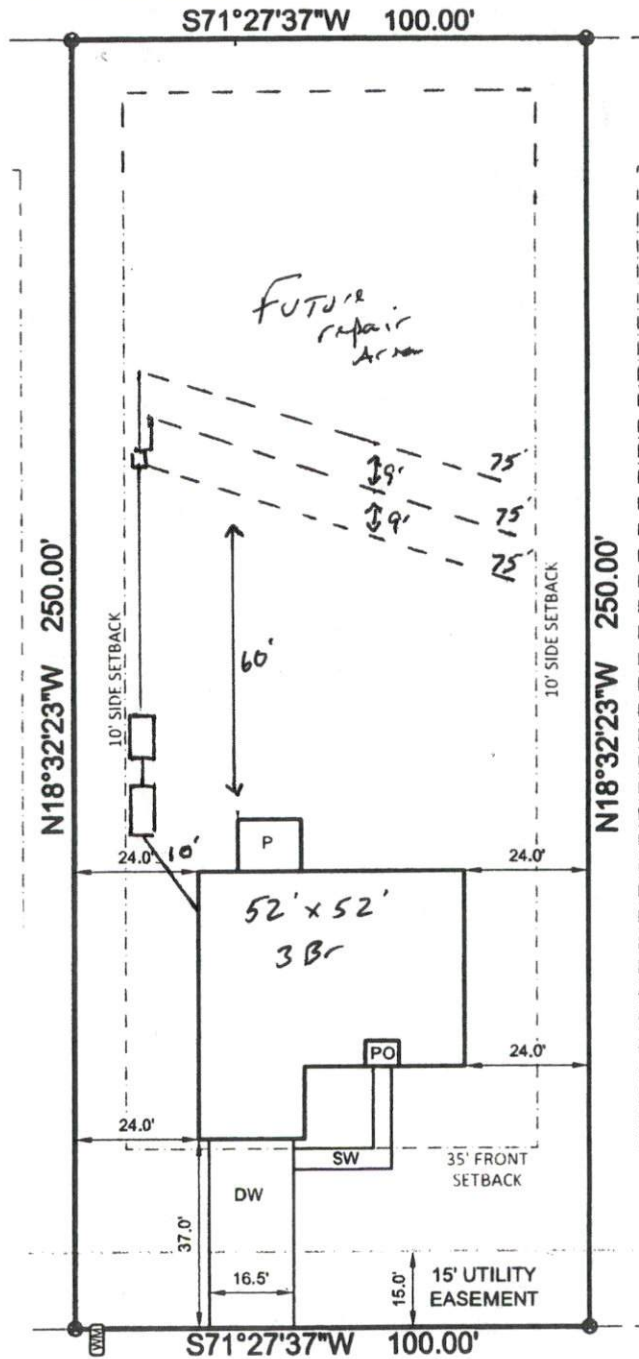 S71°27'37"W 100.00'
FUTUre
repair
Area
75'
9'
75'
9'
75'
N18°32'23"W 250.00'
10' SIDE SETBACK
60'
10' SIDE SETBACK
N18°32'23"W 250.00'
P
24.0'
10'
24.0'
52' x 52'
3 Br
PO
24.0'
24.0'
SW
35' FRONT
SETBACK
DW
37.0'
16.5'
15.0'
15' UTILITY
EASEMENT
WM
S71°27'37"W 100.00'